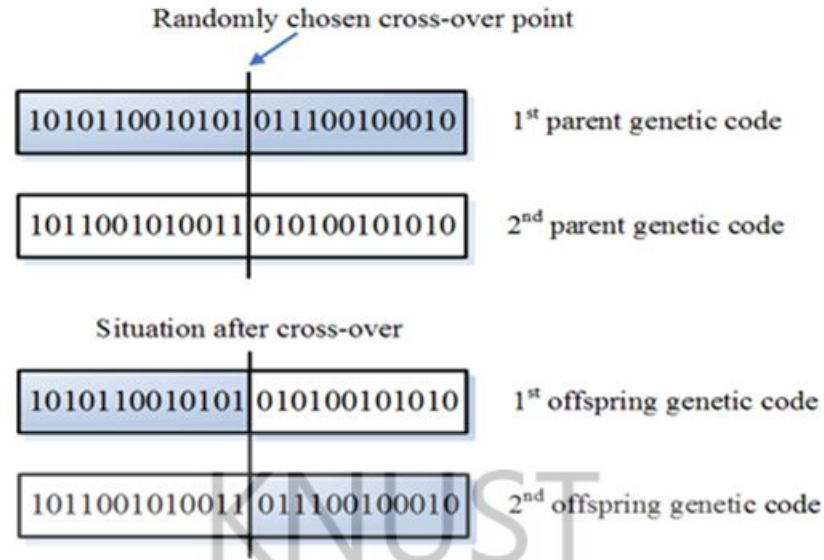 Randomly chosen cross-over point
1010110010101 011100100010 1st parent genetic code
1011001010011 010100101010 2nd parent genetic code
Situation after cross-over
1010110010101 010100101010 1st offspring genetic code
1011001010011 011100100010 2nd offspring genetic code
KNUST